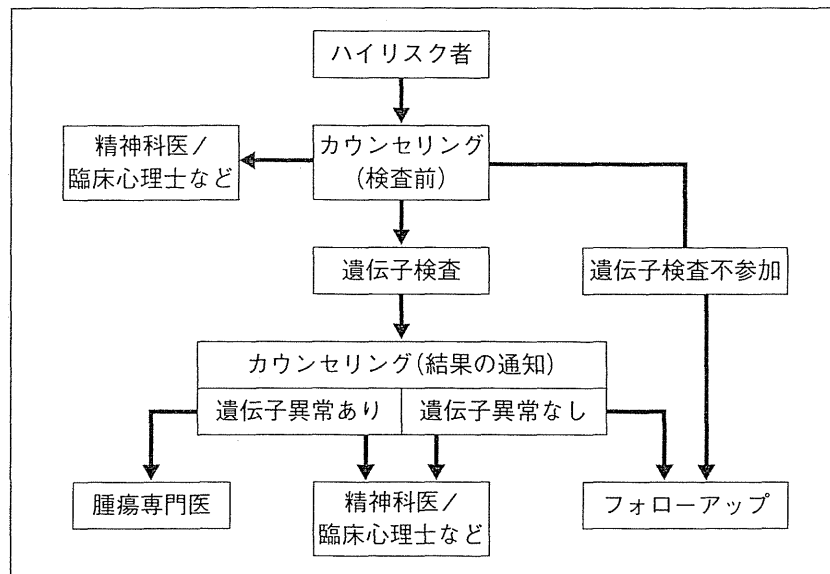 ハイリスク者
カウンセリング
(検査前)
精神科医/
臨床心理士など
遺伝子検査
遺伝子検査不参加
カウンセリング(結果の通知)
遺伝子異常あり
遺伝子異常なし
腫瘍専門医
精神科医/
臨床心理士など
フォローアップ